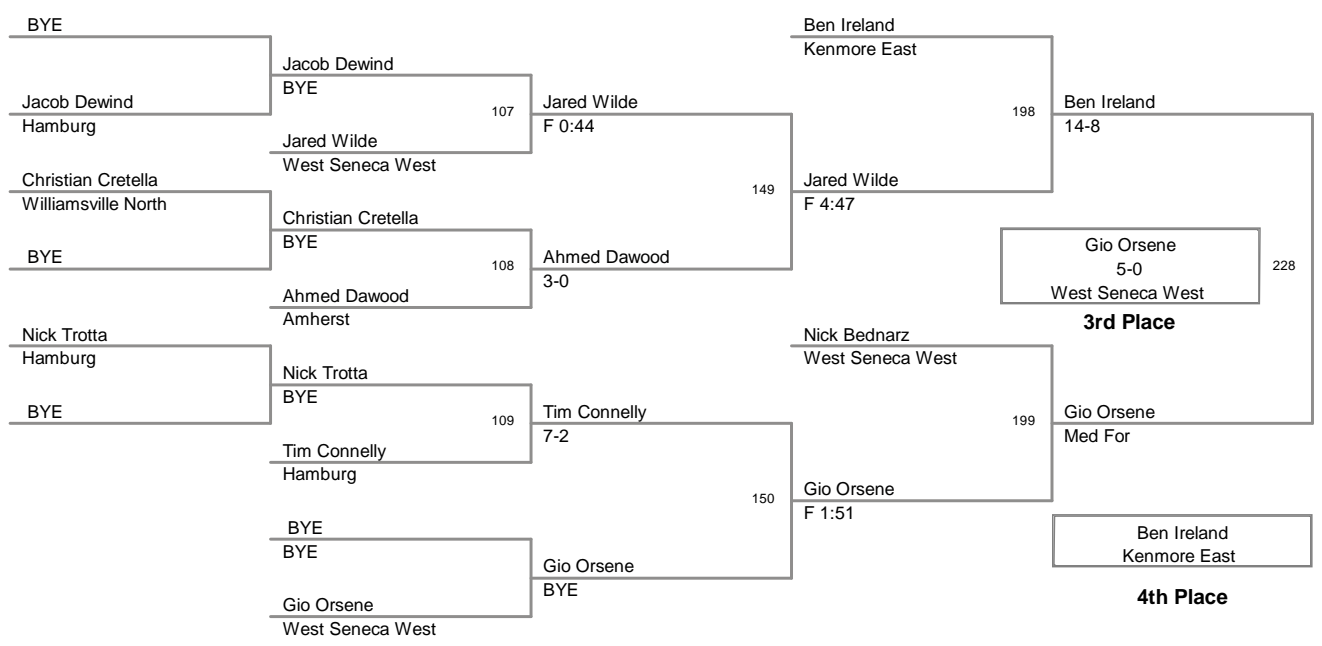 BYE
Jacob Dewind
Hamburg
Christian Cretella
Williamsville North
BYE
Nick Trotta
Hamburg
BYE
Jacob Dewind
BYE
107
Jared Wilde
West Seneca West
Christian Cretella
BYE
108
Ahmed Dawood
Amherst
Nick Trotta
BYE
109
Tim Connelly
Hamburg
BYE
BYE
Gio Orsene
West Seneca West
Jared Wilde
F 0:44
149
Ahmed Dawood
3-0
Tim Connelly
7-2
150
Gio Orsene
BYE
Ben Ireland
Kenmore East
198
Jared Wilde
F 4:47
Nick Bednarz
West Seneca West
199
Gio Orsene
F 1:51
Ben Ireland
14-8
Gio Orsene
5-0
West Seneca West
228
3rd Place
Gio Orsene
Med For
Ben Ireland
Kenmore East
4th Place